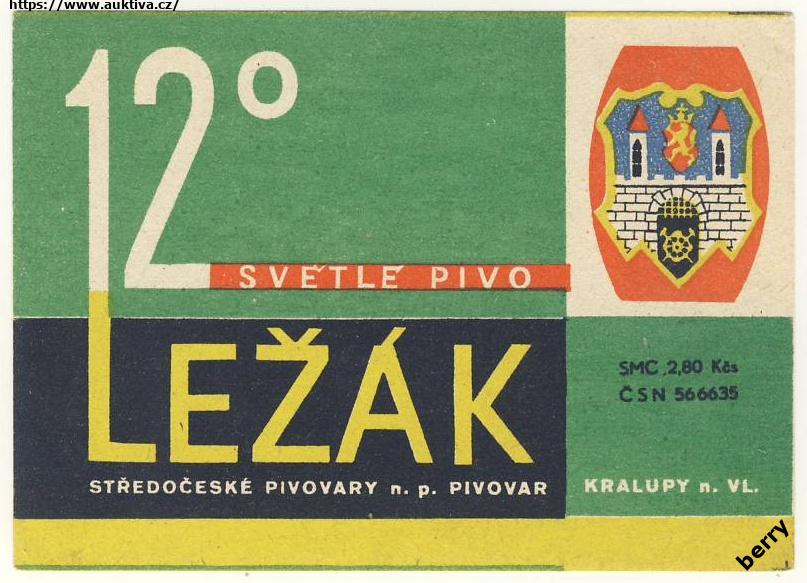 https://www.auktiva.cz/
12°
SVĚTLÉ PIVO
LEŽÁK
SMC 2,80 Kčs
ČSN 566635
STŘEDOČESKÉ PIVOVARY n. p. PIVOVAR KRALUPY n. VL.
berry